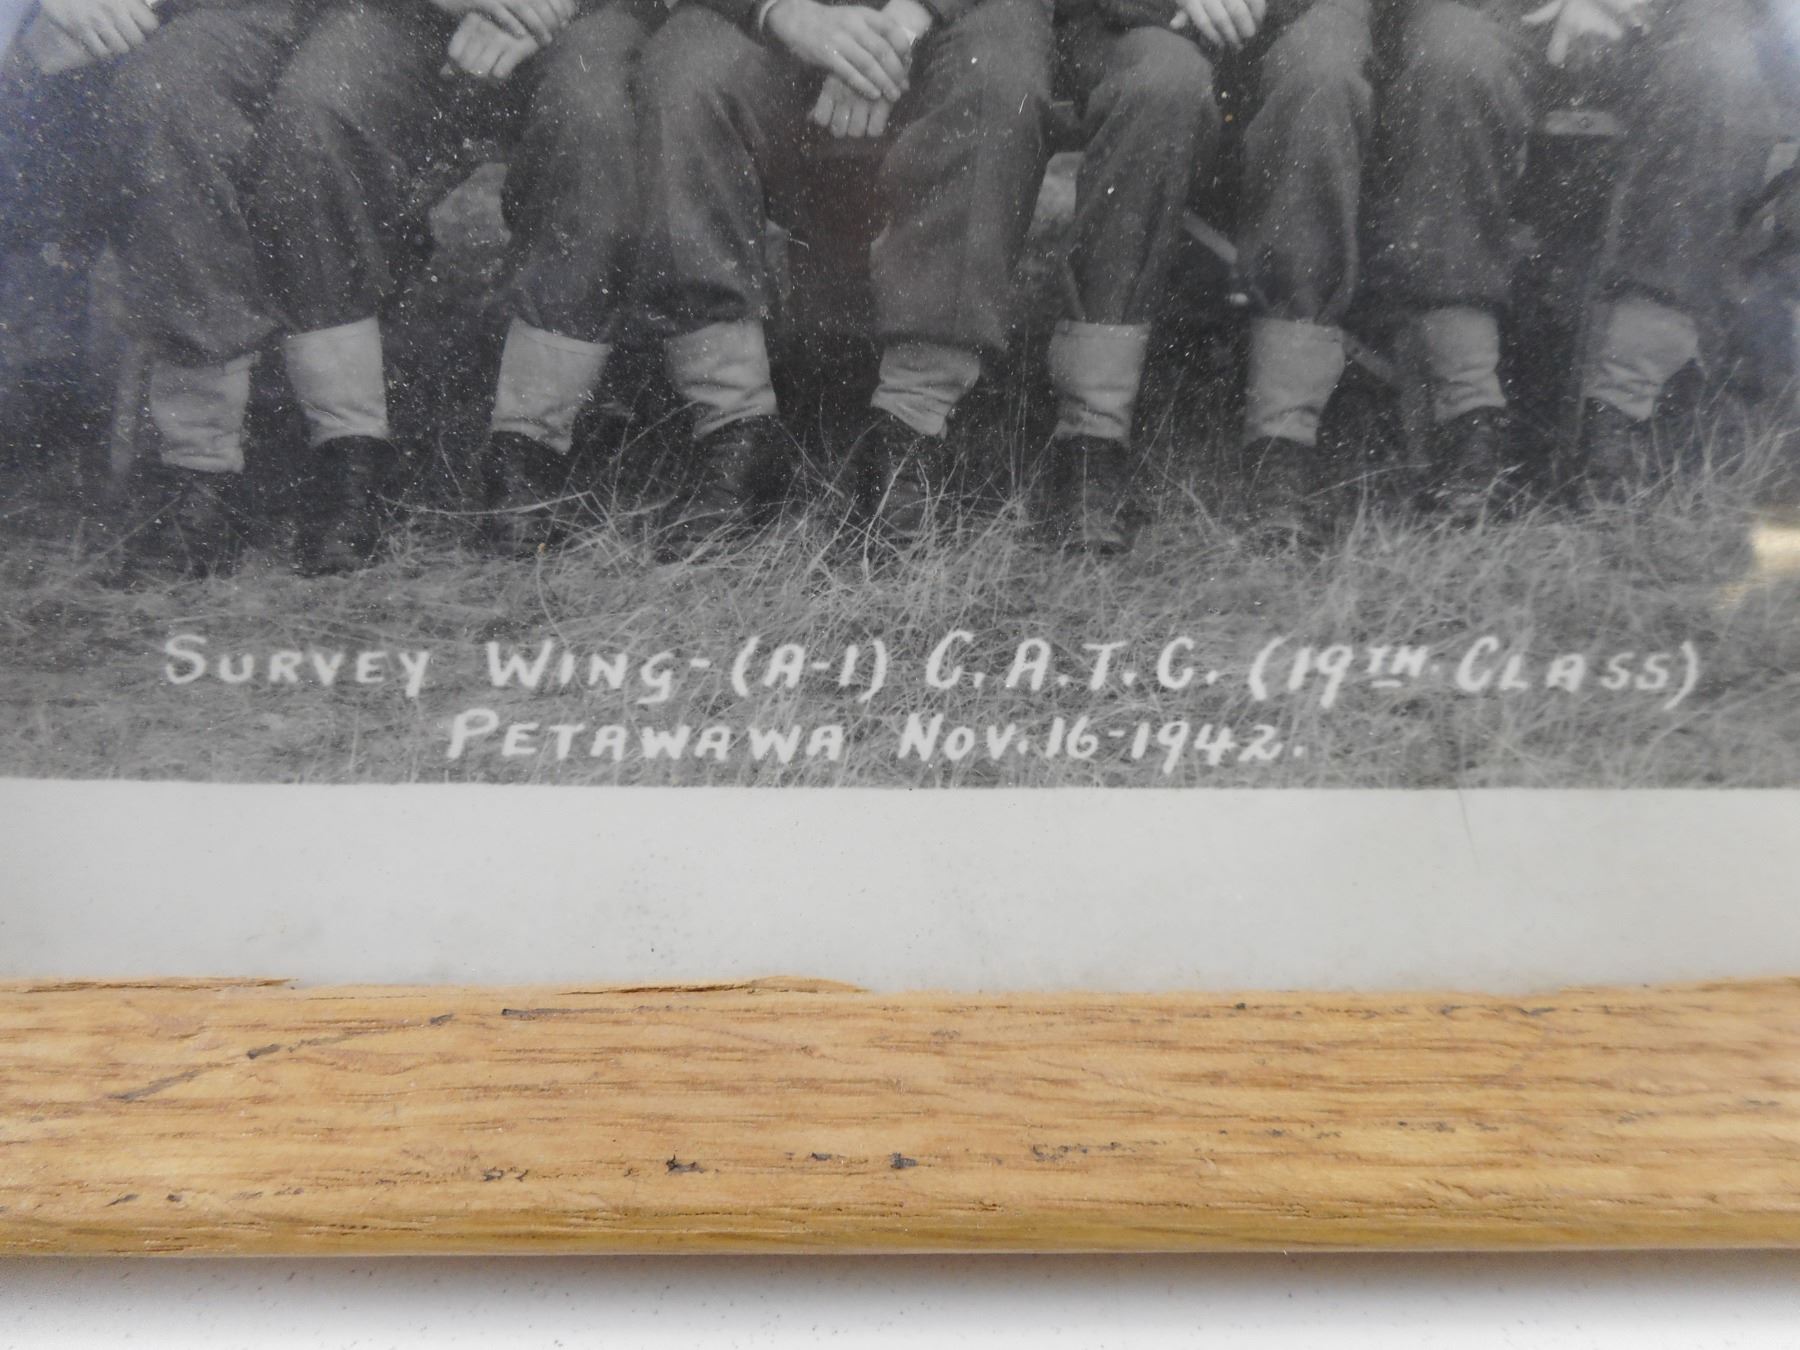 SURVEY WING-(A-1) C.A.T.C. (19TH. CLASS)
PETAWAWA NOV. 16-1942.